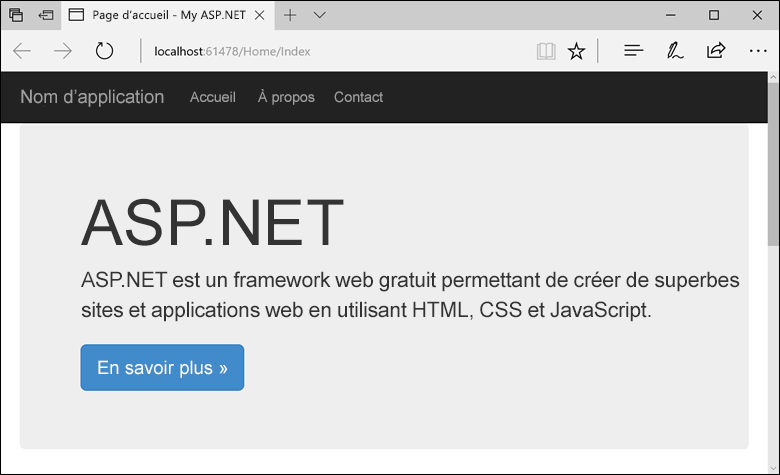 Page d'accueil - My ASP.NET
localhost:61478/Home/Index
Nom d'application Accueil À propos Contact
ASP.NET
ASP.NET est un framework web gratuit permettant de créer de superbes
sites et applications web en utilisant HTML, CSS et JavaScript.
En savoir plus »